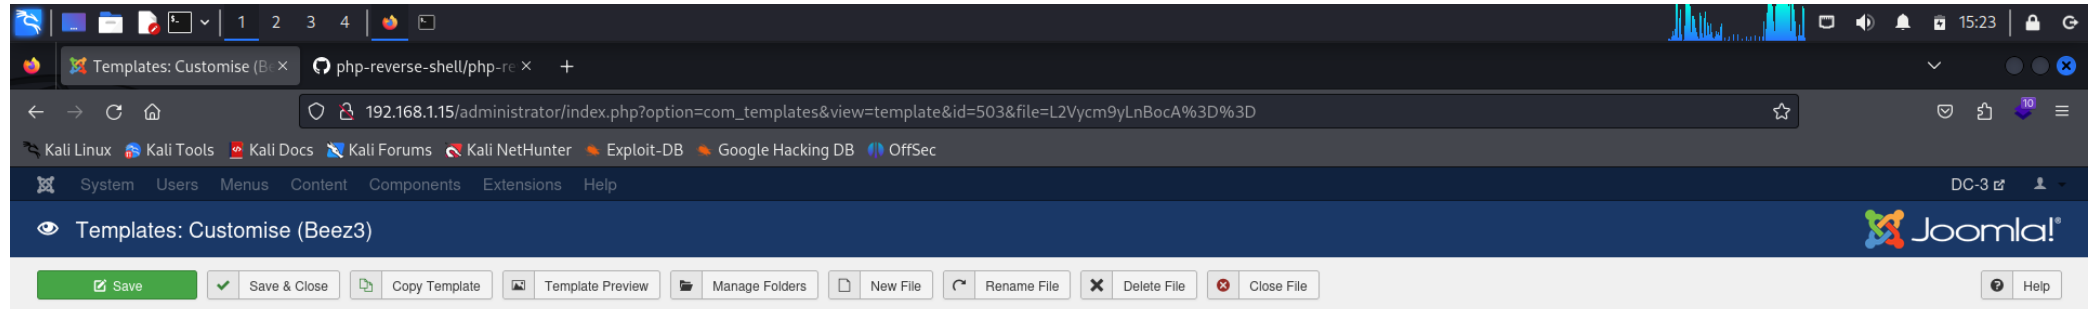 1 2 3 4 15:23
Templates: Customise (Be php-reverse-shell/php-re
192.168.1.15/administrator/index.php?option=com_templates&view=template&id=503&file=L2Vycm9yLnBocA%3D%3D 10
Kali Linux Kali Tools Kali Docs Kali Forums Kali NetHunter Exploit-DB Google Hacking DB OffSec
System Users Menus Content Components Extensions Help DC-3
Templates: Customise (Beez3) Joomla!®
Save Save & Close Copy Template Template Preview Manage Folders New File Rename File Delete File Close File Help